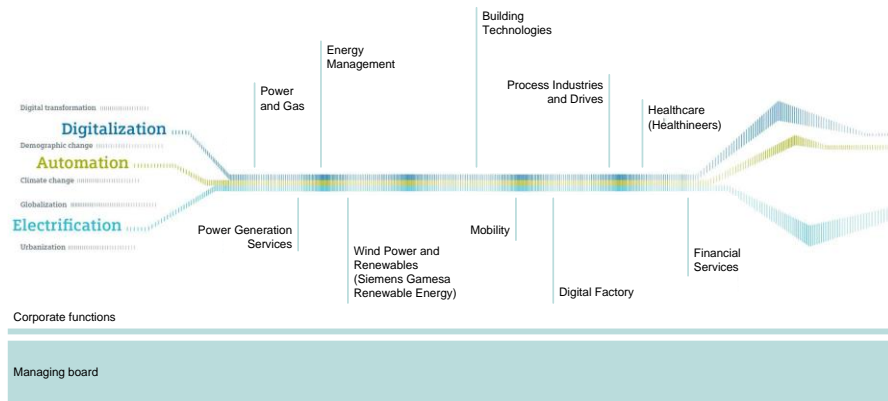 Building
Technologies
Energy
Management
Power
and Gas
Process Industries
and Drives
Healthcare
(Healthineers)
Digital transformation
Digitalization
Demographic change
Automation
Climate change
Globalization
Electrification
Urbanization
Power Generation
Services
Wind Power and
Renewables
(Siemens Gamesa
Renewable Energy)
Mobility
Digital Factory
Financial
Services
Corporate functions
Managing board